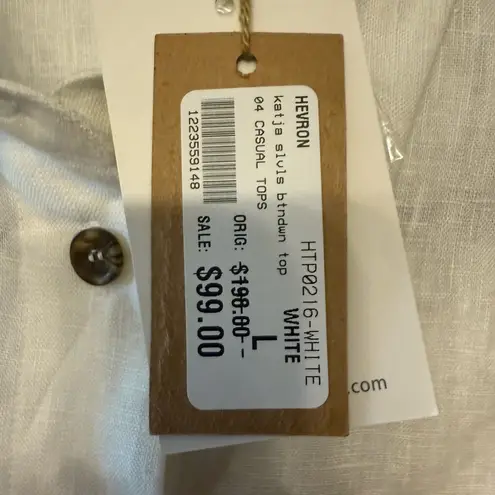 HEVRON
HTP0216-WHITE
katja slvls btndwn top
WHITE
04 CASUAL TOPS
L
ORIG: $198.00
SALE: $99.00
1223559148
.com